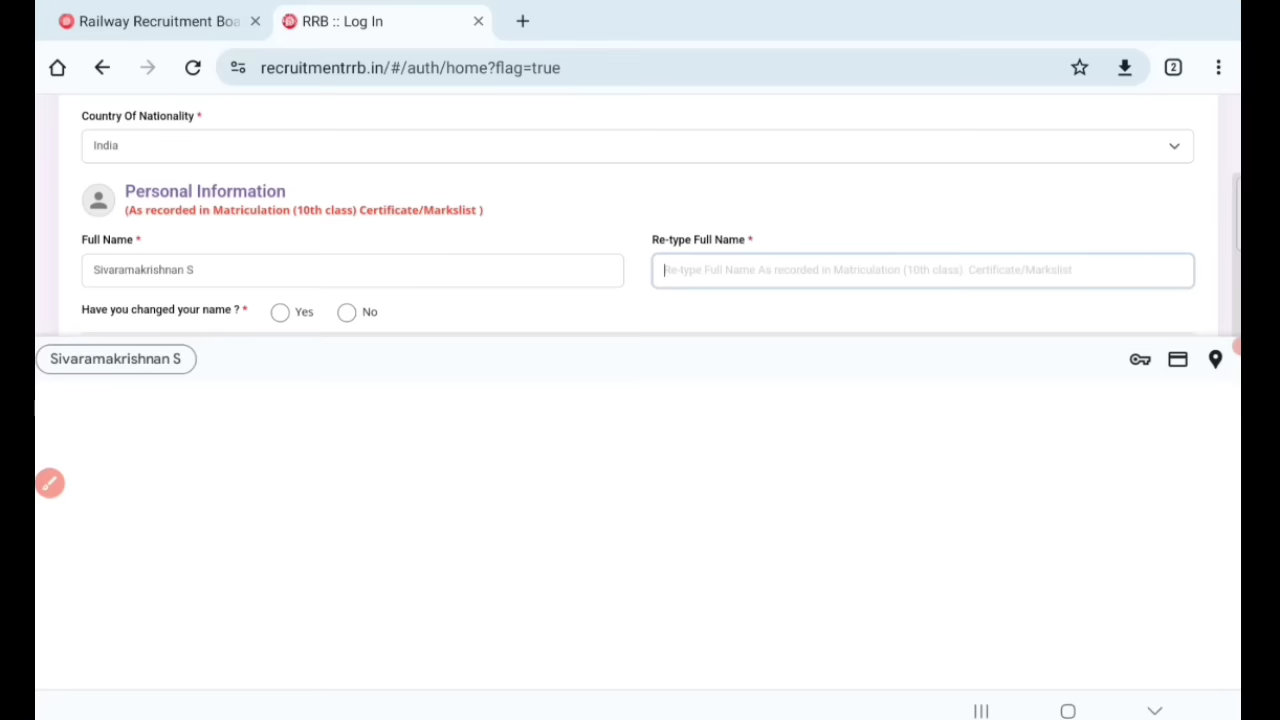 Railway Recruitment Boa
RRB :: Log In
recruitmentrrb.in/#/auth/home?flag=true
2
Country Of Nationality *
India
Personal Information
(As recorded in Matriculation (10th class) Certificate/Markslist )
Full Name *
Re-type Full Name *
Sivaramakrishnan S
Re-type Full Name As recorded in Matriculation (10th class) Certificate/Markslist
Have you changed your name ? *
Yes
No
Sivaramakrishnan S